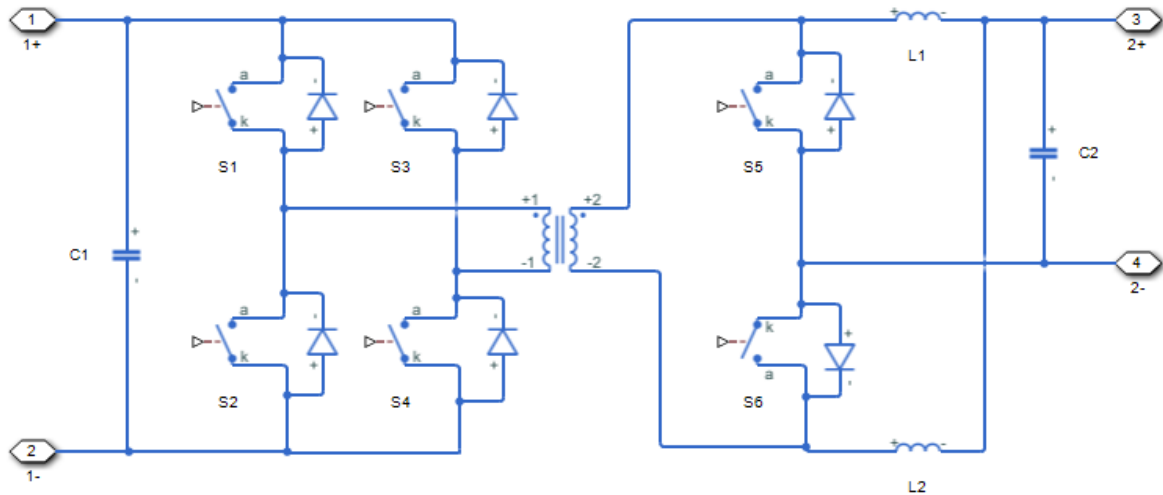 1
1+
a
k
S1
a
k
S3
+1
-1
+2
-2
a
k
S5
+
-
L1
3
2+
+
-
C2
4
2-
C1
+
-
a
k
S2
a
k
S4
k
a
S6
+
-
L2
2
1-